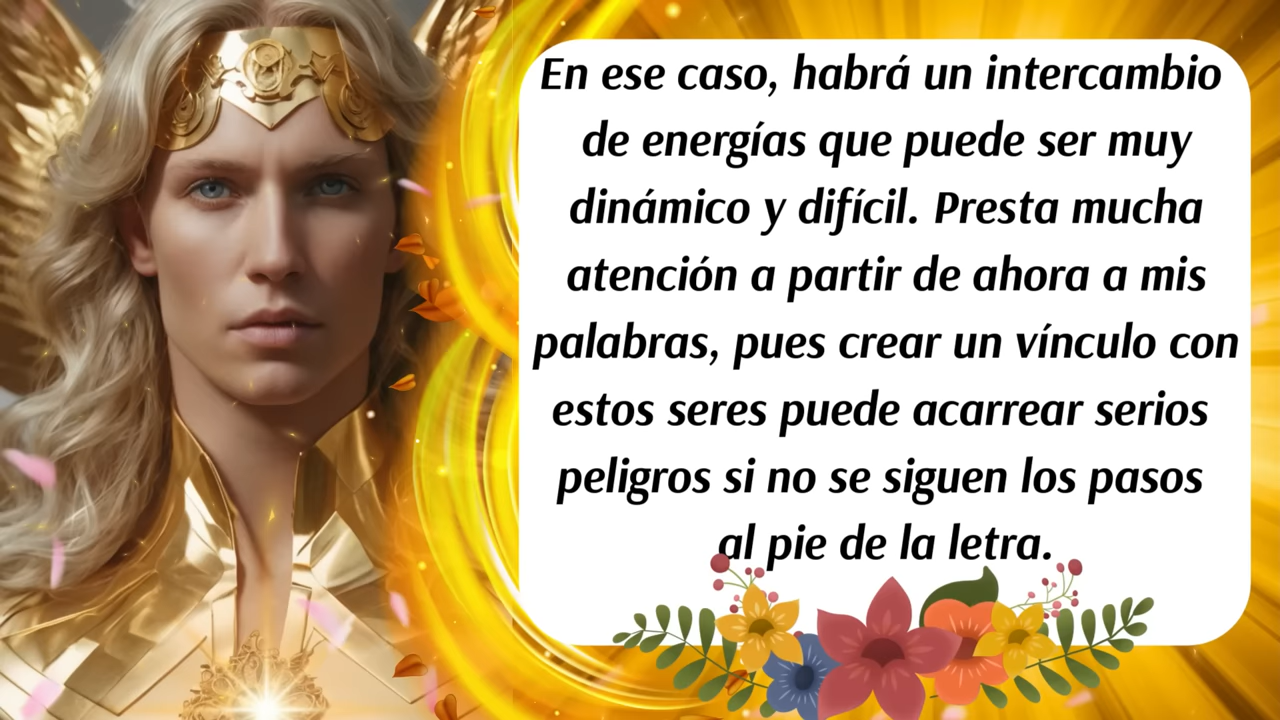 En ese caso, habrá un intercambio
de energías que puede ser muy
dinámico y difícil. Presta mucha
atención a partir de ahora a mis
palabras, pues crear un vínculo con
estos seres puede acarrear serios
peligros si no se siguen los pasos
al pie de la letra.